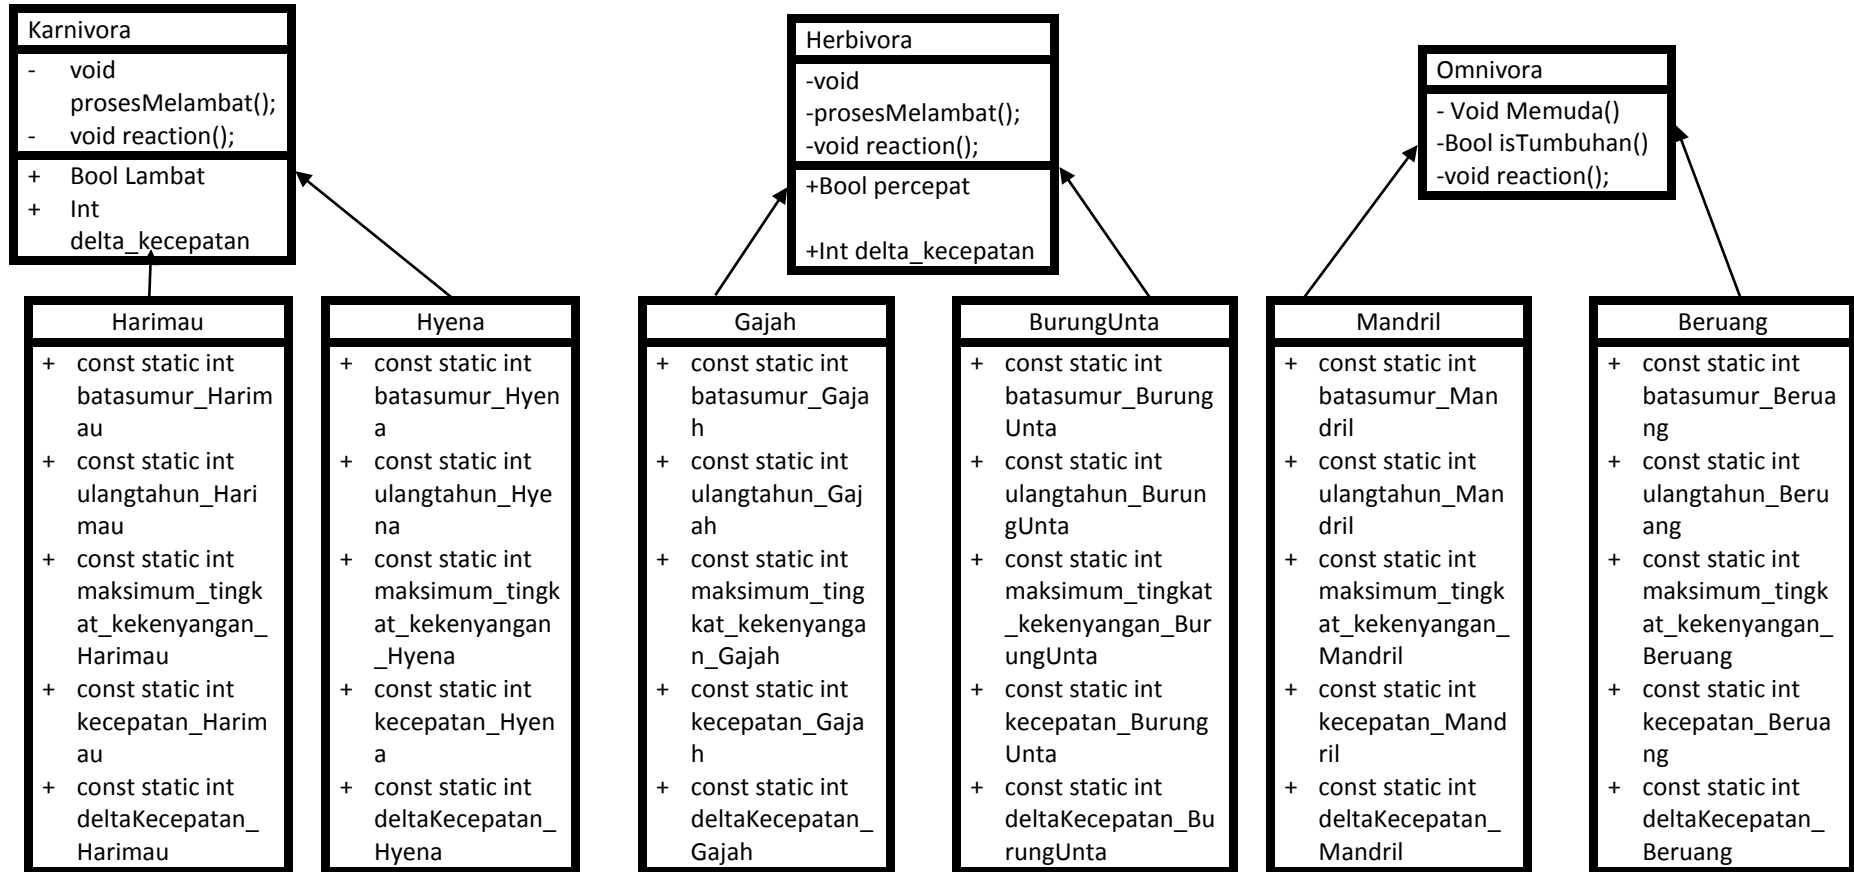 Karnivora
- void
prosesMelambat();
- void reaction();
+ Bool Lambat
+ Int
delta_kecepatan
Herbivora
-void
-prosesMelambat();
-void reaction();
+Bool percepat
+Int delta_kecepatan
Omnivora
- Void Memuda()
-Bool isTumbuhan()
-void reaction();
Harimau
+ const static int
batasumur_Harim
au
+ const static int
ulangtahun_Hari
mau
+ const static int
maksimum_tingk
at_kekenyangan_
Harimau
+ const static int
kecepatan_Harim
au
+ const static int
deltaKecepatan_
Harimau
Hyena
+ const static int
batasumur_Hyen
a
+ const static int
ulangtahun_Hye
na
+ const static int
maksimum_tingk
at_kekenyangan
_Hyena
+ const static int
kecepatan_Hyen
a
+ const static int
deltaKecepatan_
Hyena
Gajah
+ const static int
batasumur_Gaja
h
+ const static int
ulangtahun_Gaj
ah
+ const static int
maksimum_ting
kat_kekenyanga
n_Gajah
+ const static int
kecepatan_Gaja
h
+ const static int
deltaKecepatan_
Gajah
BurungUnta
+ const static int
batasumur_Burung
Unta
+ const static int
ulangtahun_Burun
gUnta
+ const static int
maksimum_tingkat
_kekenyangan_Bur
ungUnta
+ const static int
kecepatan_Burung
Unta
+ const static int
deltaKecepatan_Bu
rungUnta
Mandril
+ const static int
batasumur_Man
dril
+ const static int
ulangtahun_Man
dril
+ const static int
maksimum_tingk
at_kekenyangan_
Mandril
+ const static int
kecepatan_Mand
ril
+ const static int
deltaKecepatan_
Mandril
Beruang
+ const static int
batasumur_Berua
ng
+ const static int
ulangtahun_Beru
ang
+ const static int
maksimum_tingk
at_kekenyangan_
Beruang
+ const static int
kecepatan_Berua
ng
+ const static int
deltaKecepatan_
Beruang